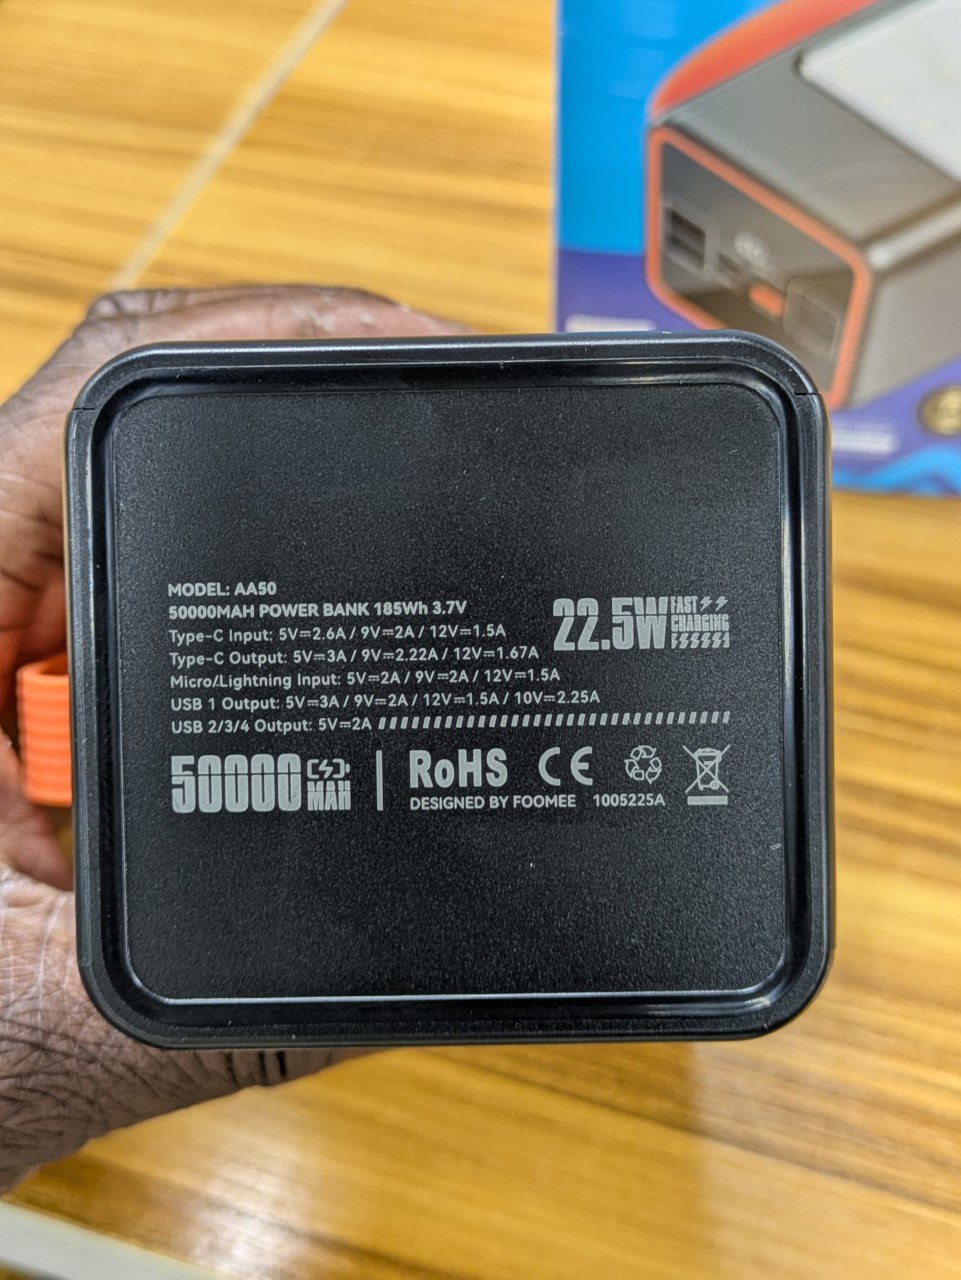 MODEL: AA50
50000MAH POWER BANK 185Wh 3.7V
Type-C Input: 5V⎓2.6A / 9V⎓2A / 12V⎓1.5A
Type-C Output: 5V⎓3A / 9V⎓2.22A / 12V⎓1.67A
Micro/Lightning Input: 5V⎓2A / 9V⎓2A / 12V⎓1.5A
USB 1 Output: 5V⎓3A / 9V⎓2A / 12V⎓1.5A / 10V⎓2.25A
USB 2/3/4 Output: 5V⎓2A
22.5W FAST
CHARGING
50000 MAH
RoHS CE
DESIGNED BY FOOMEE 1005225A